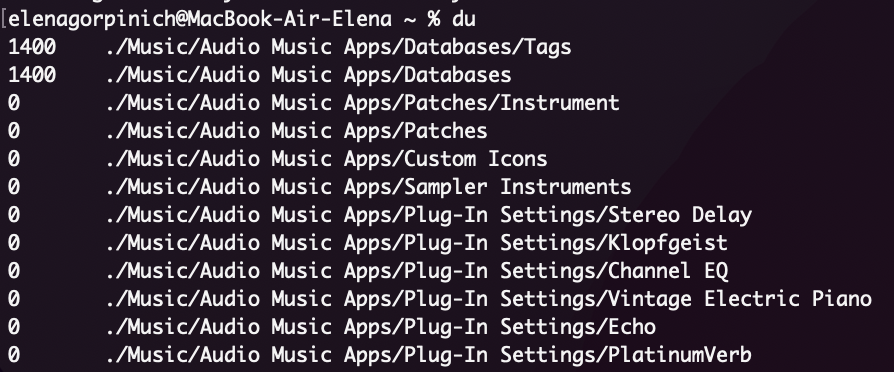 [elenagorpinich@MacBook-Air-Elena ~ % du
1400 ./Music/Audio Music Apps/Databases/Tags
1400 ./Music/Audio Music Apps/Databases
0 ./Music/Audio Music Apps/Patches/Instrument
0 ./Music/Audio Music Apps/Patches
0 ./Music/Audio Music Apps/Custom Icons
0 ./Music/Audio Music Apps/Sampler Instruments
0 ./Music/Audio Music Apps/Plug-In Settings/Stereo Delay
0 ./Music/Audio Music Apps/Plug-In Settings/Klopfgeist
0 ./Music/Audio Music Apps/Plug-In Settings/Channel EQ
0 ./Music/Audio Music Apps/Plug-In Settings/Vintage Electric Piano
0 ./Music/Audio Music Apps/Plug-In Settings/Echo
0 ./Music/Audio Music Apps/Plug-In Settings/PlatinumVerb